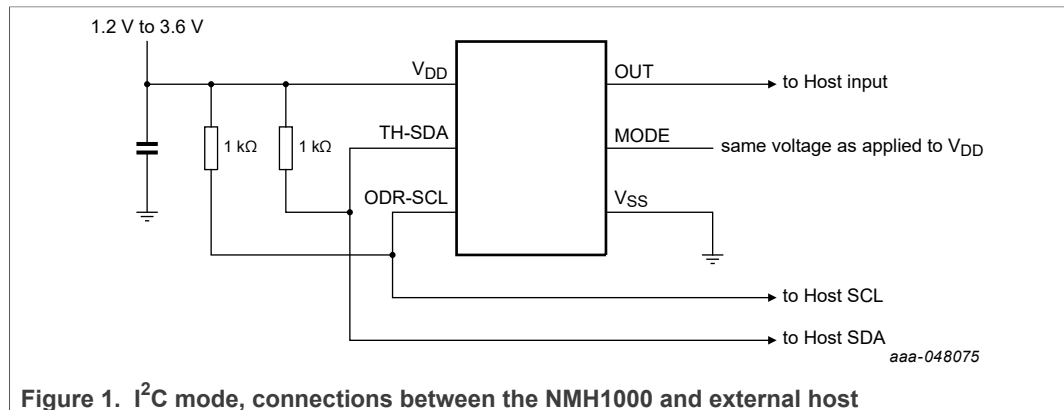 1.2 V to 3.6 V
VDD
OUT
to Host input
1 kΩ
1 kΩ
TH-SDA
MODE
same voltage as applied to VDD
ODR-SCL
VSS
to Host SCL
to Host SDA
aaa-048075
Figure 1. I²C mode, connections between the NMH1000 and external host